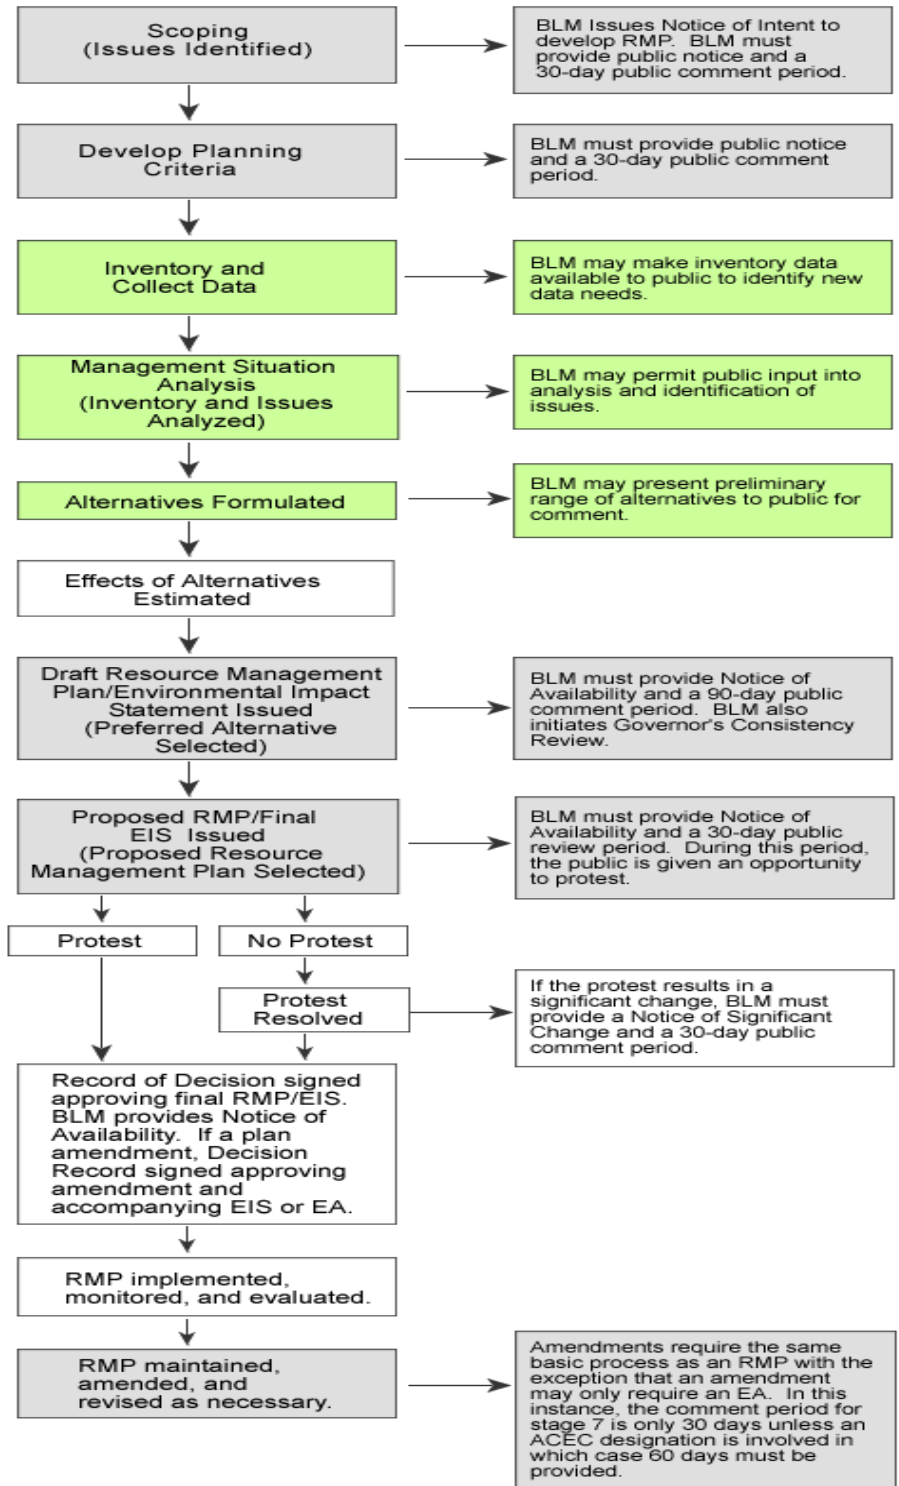 Scoping
(Issues Identified)
BLM Issues Notice of Intent to
develop RMP.  BLM must
provide public notice and a
30-day public comment period.
Develop Planning
Criteria
BLM must provide public notice
and a 30-day public comment
period.
Inventory and
Collect Data
BLM may make inventory data
available to public to identify new
data needs.
Management Situation
Analysis
(Inventory and Issues
Analyzed)
BLM may permit public input into
analysis and identification of
issues.
Alternatives Formulated
BLM may present preliminary
range of alternatives to public for
comment.
Effects of Alternatives
Estimated
Draft Resource Management
Plan/Environmental Impact
Statement Issued
(Preferred Alternative
Selected)
BLM must provide Notice of
Availability and a 90-day public
comment period.  BLM also
initiates Governor's Consistency
Review.
Proposed RMP/Final
EIS  Issued
(Proposed Resource
Management Plan Selected)
BLM must provide Notice of
Availability and a 30-day public
review period.  During this period,
the public is given an opportunity
to protest.
Protest
No Protest
Protest
Resolved
If the protest results in a
significant change, BLM must
provide a Notice of Significant
Change and a 30-day public
comment period.
Record of Decision signed
approving final RMP/EIS.
BLM provides Notice of
Availability.  If a plan
amendment, Decision
Record signed approving
amendment and
accompanying EIS or EA.
RMP implemented,
monitored, and evaluated.
RMP maintained,
amended, and
revised as necessary.
Amendments require the same
basic process as an RMP with the
exception that an amendment
may only require an EA.  In this
instance, the comment period for
stage 7 is only 30 days unless an
ACEC designation is involved in
which case 60 days must be
provided.